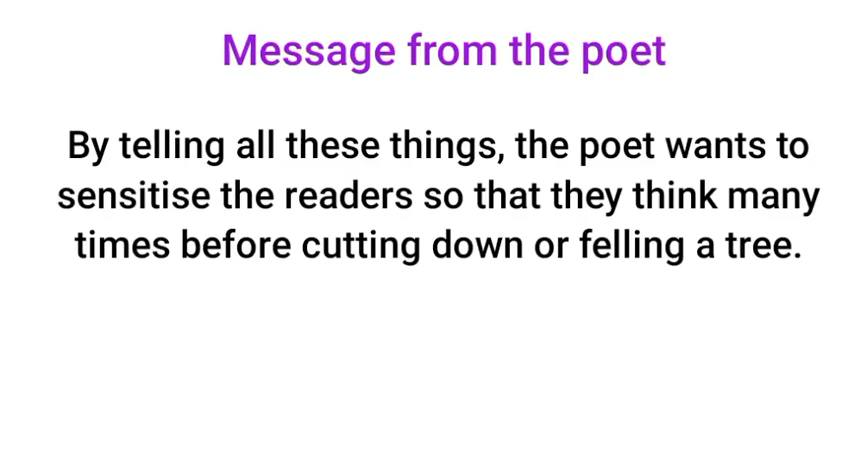 Message from the poet
By telling all these things, the poet wants to
sensitise the readers so that they think many
times before cutting down or felling a tree.